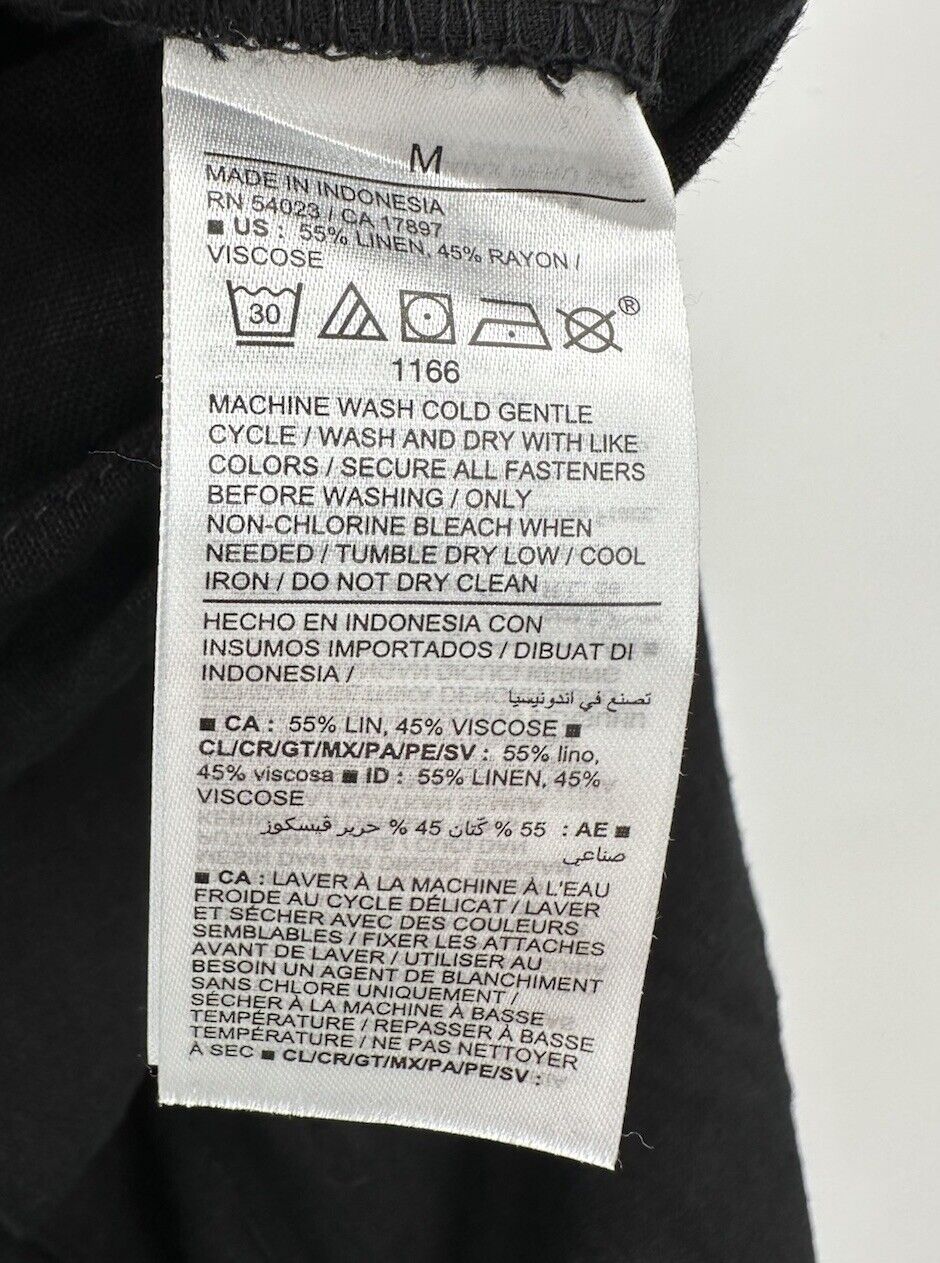 M
MADE IN INDONESIA
RN 54023 / CA 17897
■ US : 55% LINEN, 45% RAYON /
VISCOSE
30
®
1166
MACHINE WASH COLD GENTLE
CYCLE / WASH AND DRY WITH LIKE
COLORS / SECURE ALL FASTENERS
BEFORE WASHING / ONLY
NON-CHLORINE BLEACH WHEN
NEEDED / TUMBLE DRY LOW / COOL
IRON / DO NOT DRY CLEAN
HECHO EN INDONESIA CON
INSUMOS IMPORTADOS / DIBUAT DI
INDONESIA /
تصنع في اندونيسيا
■ CA : 55% LIN, 45% VISCOSE ■
CL/CR/GT/MX/PA/PE/SV : 55% lino,
45% viscosa ■ ID : 55% LINEN, 45%
VISCOSE
■ AE : 55 % كتان 45 % حرير ڤيسكوز
صناعي
■ CA : LAVER À LA MACHINE À L'EAU
FROIDE AU CYCLE DÉLICAT / LAVER
ET SÉCHER AVEC DES COULEURS
SEMBLABLES / FIXER LES ATTACHES
AVANT DE LAVER / UTILISER AU
BESOIN UN AGENT DE BLANCHIMENT
SANS CHLORE UNIQUEMENT /
SÉCHER À LA MACHINE À BASSE
TEMPÉRATURE / REPASSER À BASSE
TEMPÉRATURE / NE PAS NETTOYER
À SEC ■ CL/CR/GT/MX/PA/PE/SV :